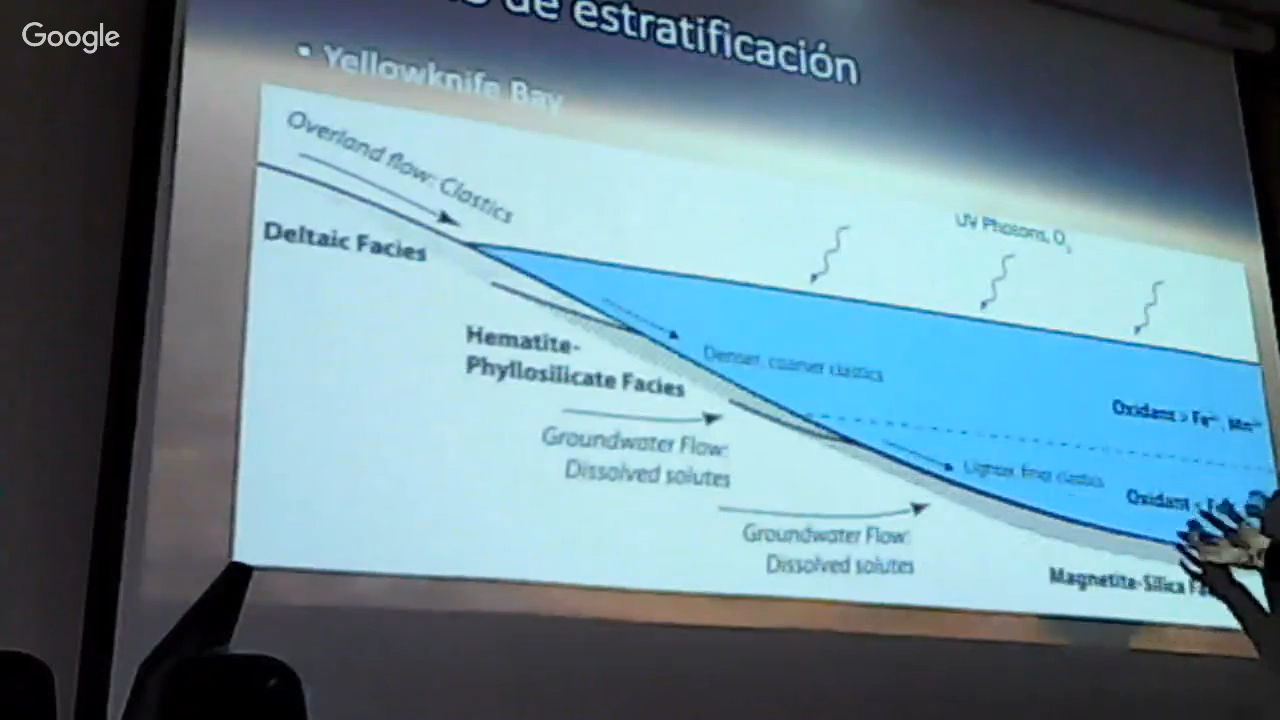 Google
de estratificación
• Yellowknife Bay
Overland flow: Clastics
UV Photons, O₂
Deltaic Facies
Hematite-
Phyllosilicate Facies
Denser, coarser clastics
Oxidant >
Groundwater Flow:
Dissolved solutes
Lighter, finer clastics
Oxidant <
Groundwater Flow:
Dissolved solutes
Magnetite-Silica